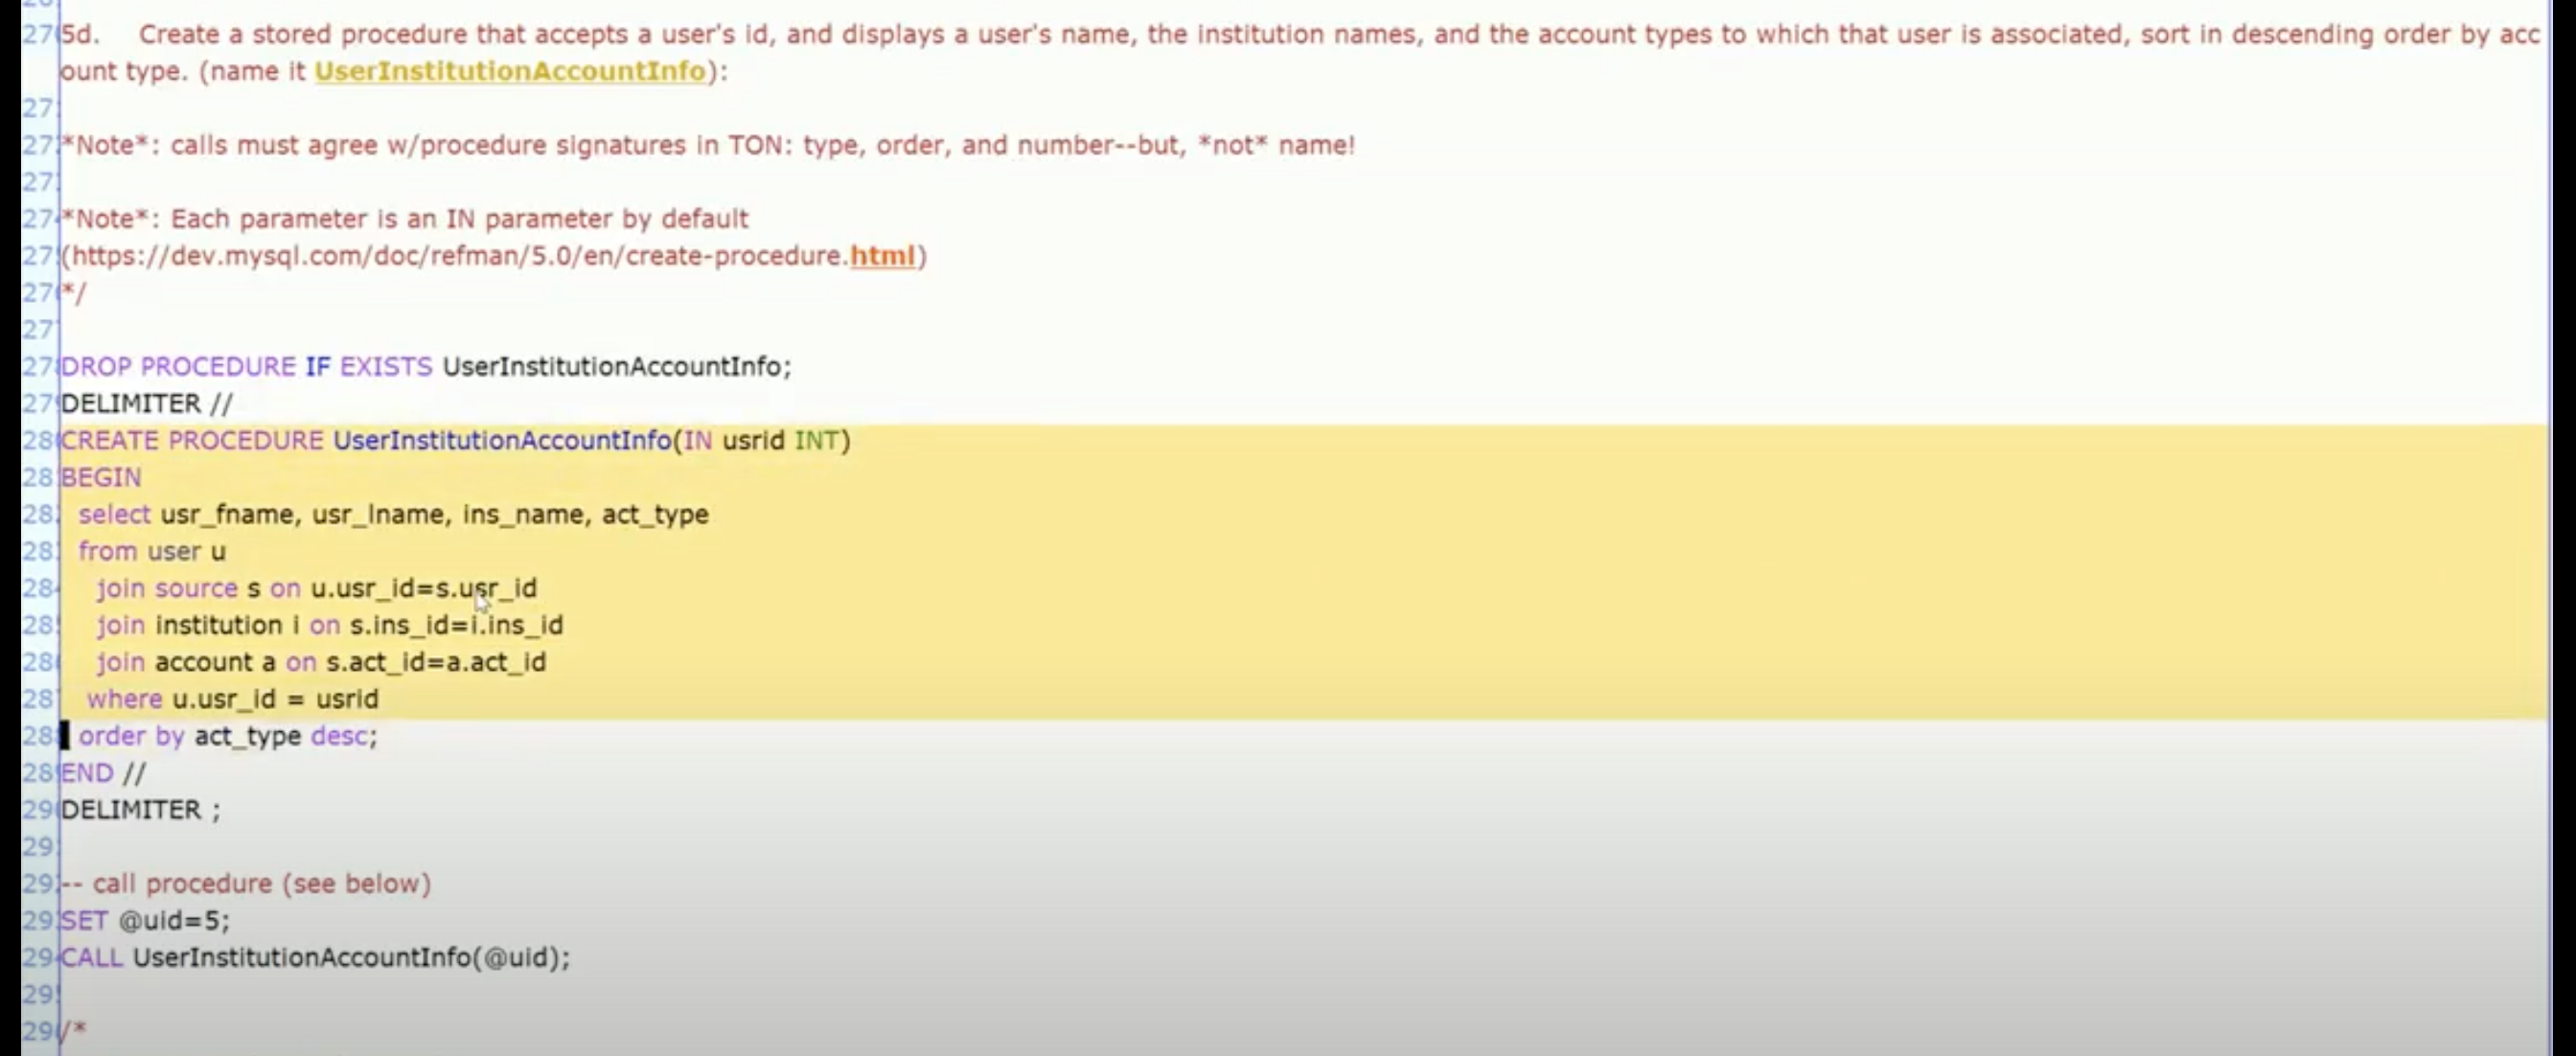 27 5d. Create a stored procedure that accepts a user's id, and displays a user's name, the institution names, and the account types to which that user is associated, sort in descending order by acc
ount type. (name it UserInstitutionAccountInfo):
27
27 *Note*: calls must agree w/procedure signatures in TON: type, order, and number--but, *not* name!
27
27 *Note*: Each parameter is an IN parameter by default
27 (https://dev.mysql.com/doc/refman/5.0/en/create-procedure.html)
27 */
27
27 DROP PROCEDURE IF EXISTS UserInstitutionAccountInfo;
27 DELIMITER //
28 CREATE PROCEDURE UserInstitutionAccountInfo(IN usrid INT)
28 BEGIN
28 select usr_fname, usr_lname, ins_name, act_type
28 from user u
28 join source s on u.usr_id=s.usr_id
28 join institution i on s.ins_id=i.ins_id
28 join account a on s.act_id=a.act_id
28 where u.usr_id = usrid
28 order by act_type desc;
28 END //
29 DELIMITER ;
29
29 -- call procedure (see below)
29 SET @uid=5;
29 CALL UserInstitutionAccountInfo(@uid);
29
29 /*